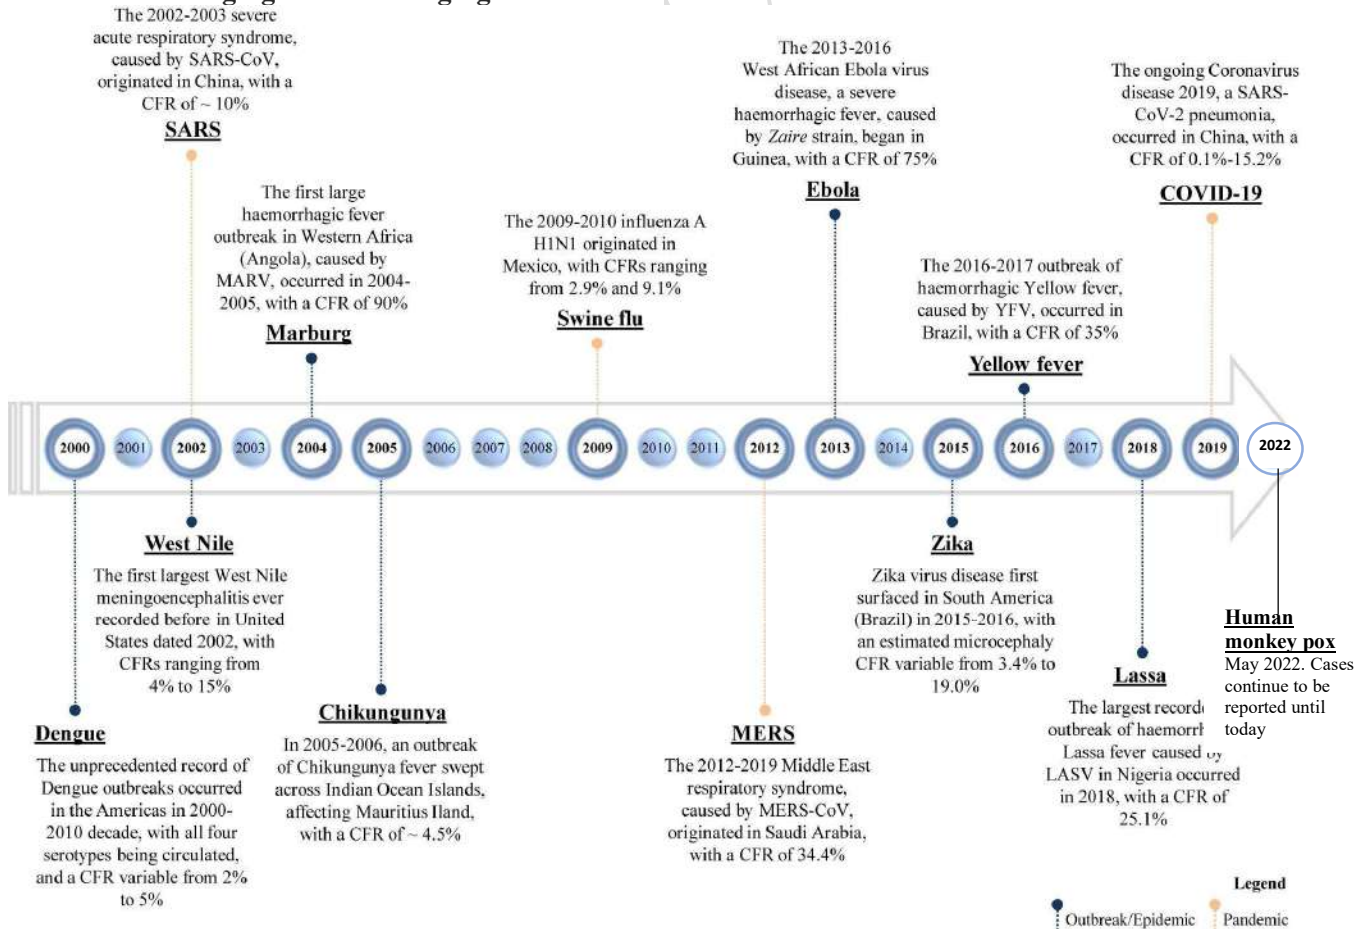 The 2002-2003 severe
acute respiratory syndrome,
caused by SARS-CoV,
originated in China, with a
CFR of ~ 10%
SARS
The first large
haemorrhagic fever
outbreak in Western Africa
(Angola), caused by
MARV, occurred in 2004-
2005, with a CFR of 90%
Marburg
The 2009-2010 influenza A
H1N1 originated in
Mexico, with CFRs ranging
from 2.9% and 9.1%
Swine flu
The 2013-2016
West African Ebola virus
disease, a severe
haemorrhagic fever, caused
by Zaire strain, began in
Guinea, with a CFR of 75%
Ebola
The 2016-2017 outbreak of
haemorrhagic Yellow fever,
caused by YFV, occurred in
Brazil, with a CFR of 35%
Yellow fever
The ongoing Coronavirus
disease 2019, a SARS-
CoV-2 pneumonia,
occurred in China, with a
CFR of 0.1%-15.2%
COVID-19
2000 2001 2002 2003 2004 2005 2006 2007 2008 2009 2010 2011 2012 2013 2014 2015 2016 2017 2018 2019 2022
Dengue
The unprecedented record of
Dengue outbreaks occurred
in the Americas in 2000-
2010 decade, with all four
serotypes being circulated,
and a CFR variable from 2%
to 5%
West Nile
The first largest West Nile
meningoencephalitis ever
recorded before in United
States dated 2002, with
CFRs ranging from
4% to 15%
Chikungunya
In 2005-2006, an outbreak
of Chikungunya fever swept
across Indian Ocean Islands,
affecting Mauritius Iland,
with a CFR of ~ 4.5%
MERS
The 2012-2019 Middle East
respiratory syndrome,
caused by MERS-CoV,
originated in Saudi Arabia,
with a CFR of 34.4%
Zika
Zika virus disease first
surfaced in South America
(Brazil) in 2015-2016, with
an estimated microcephaly
CFR variable from 3.4% to
19.0%
Lassa
The largest record
outbreak of haemorrh
Lassa fever caused by
LASV in Nigeria occurred
in 2018, with a CFR of
25.1%
Human
monkey pox
May 2022. Cases
continue to be
reported until
today
Legend
Outbreak/Epidemic Pandemic